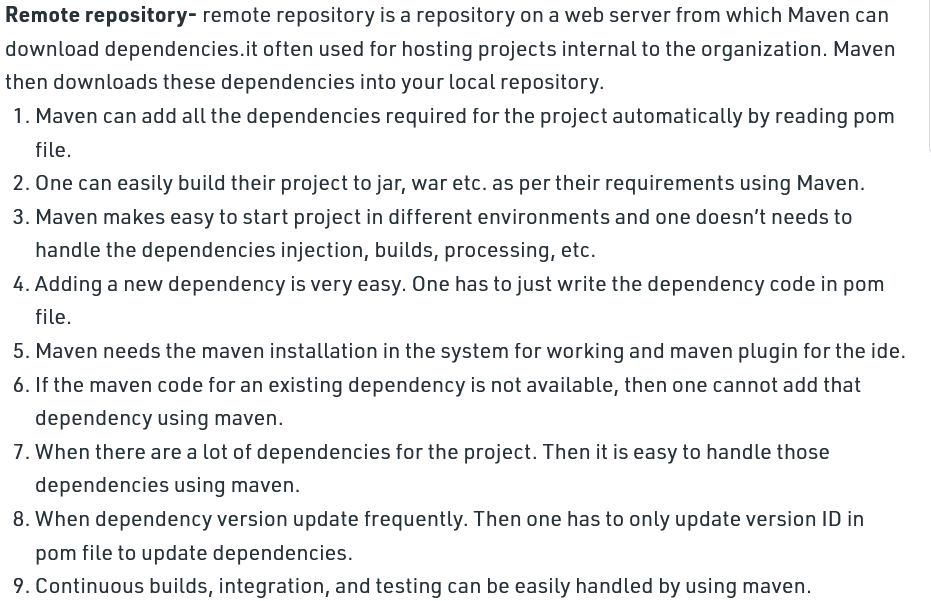 Remote repository- remote repository is a repository on a web server from which Maven can
download dependencies.it often used for hosting projects internal to the organization. Maven
then downloads these dependencies into your local repository.
1. Maven can add all the dependencies required for the project automatically by reading pom
file.
2. One can easily build their project to jar, war etc. as per their requirements using Maven.
3. Maven makes easy to start project in different environments and one doesn’t needs to
handle the dependencies injection, builds, processing, etc.
4. Adding a new dependency is very easy. One has to just write the dependency code in pom
file.
5. Maven needs the maven installation in the system for working and maven plugin for the ide.
6. If the maven code for an existing dependency is not available, then one cannot add that
dependency using maven.
7. When there are a lot of dependencies for the project. Then it is easy to handle those
dependencies using maven.
8. When dependency version update frequently. Then one has to only update version ID in
pom file to update dependencies.
9. Continuous builds, integration, and testing can be easily handled by using maven.